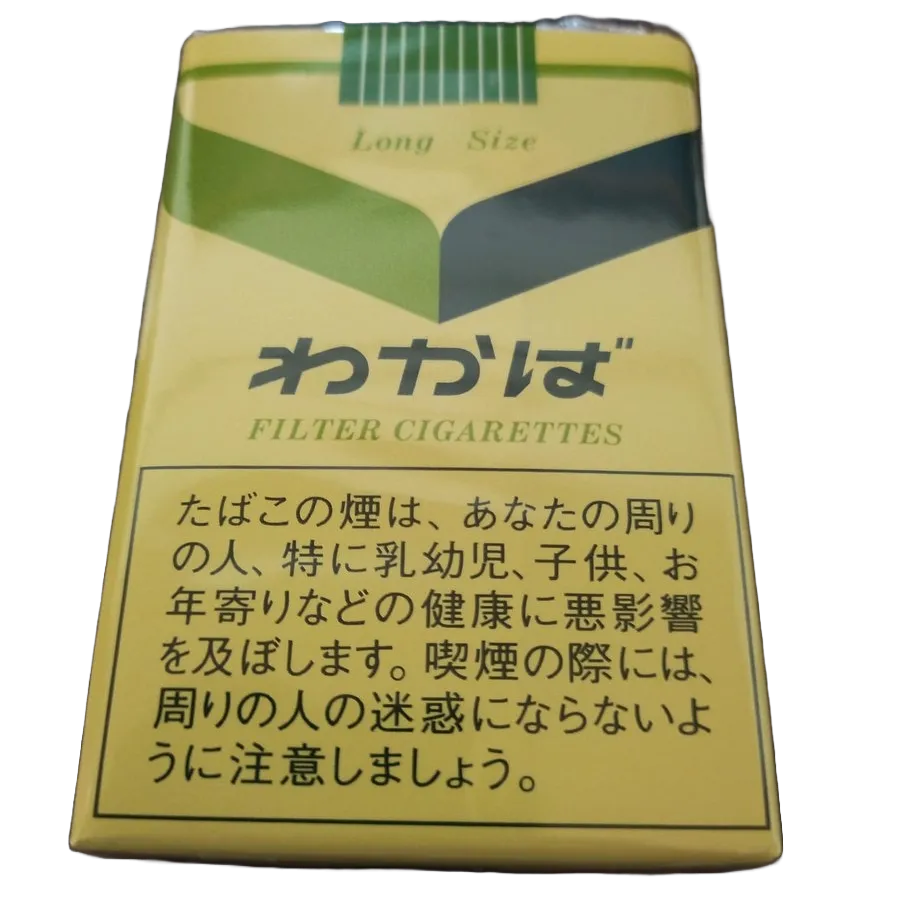 Long Size
わかば
FILTER CIGARETTES
たばこの煙は、あなたの周り
の人、特に乳幼児、子供、お
年寄りなどの健康に悪影響
を及ぼします。喫煙の際には、
周りの人の迷惑にならないよ
うに注意しましょう。